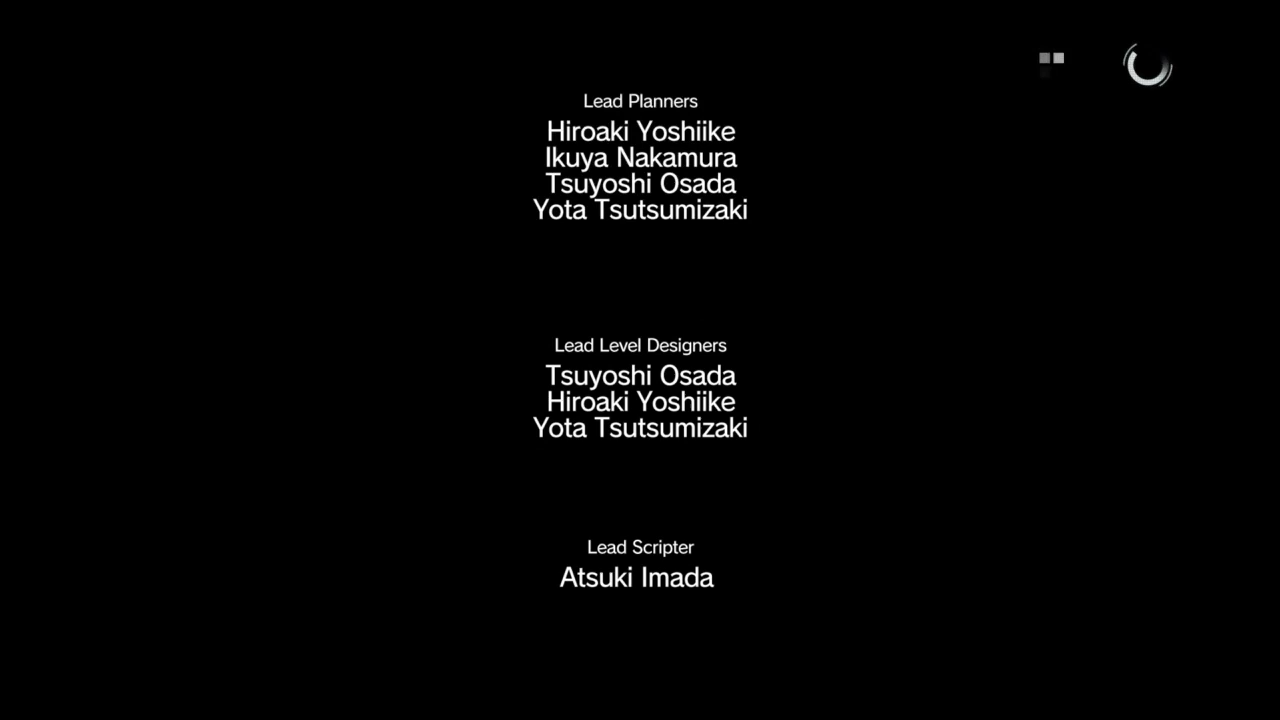 Lead Planners
Hiroaki Yoshiike
Ikuya Nakamura
Tsuyoshi Osada
Yota Tsutsumizaki
Lead Level Designers
Tsuyoshi Osada
Hiroaki Yoshiike
Yota Tsutsumizaki
Lead Scripter
Atsuki Imada